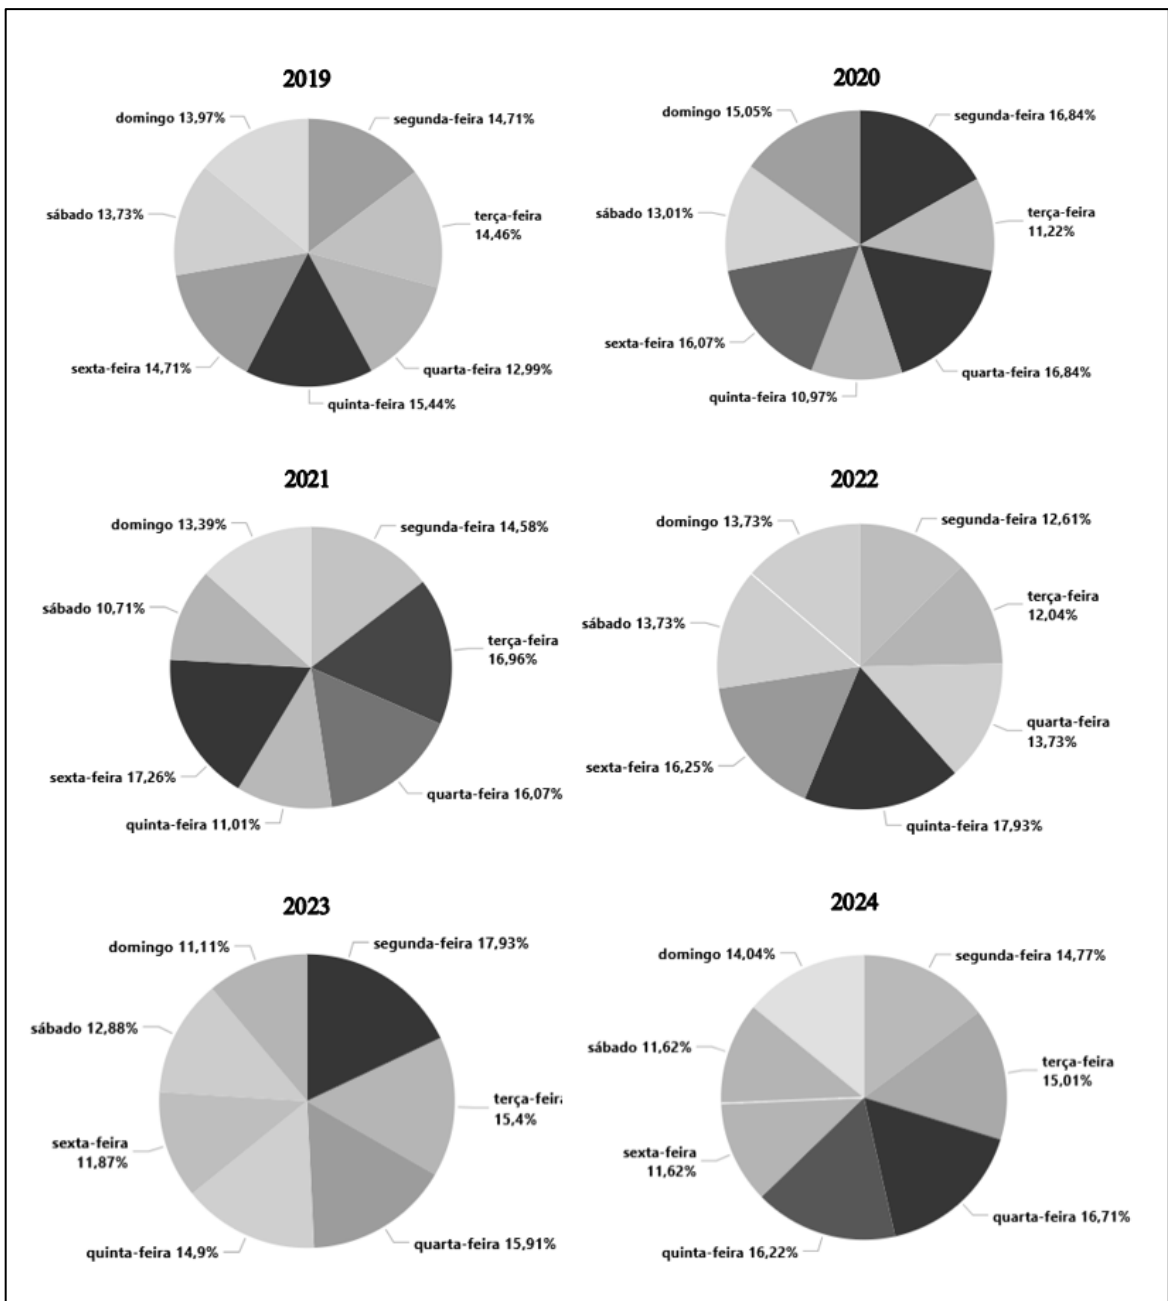 2019
domingo 13,97%
segunda-feira 14,71%
sábado 13,73%
terça-feira
14,46%
sexta-feira 14,71%
quarta-feira 12,99%
quinta-feira 15,44%
2020
domingo 15,05%
segunda-feira 16,84%
sábado 13,01%
terça-feira
11,22%
sexta-feira 16,07%
quarta-feira 16,84%
quinta-feira 10,97%
2021
domingo 13,39%
segunda-feira 14,58%
sábado 10,71%
terça-feira
16,96%
sexta-feira 17,26%
quarta-feira 16,07%
quinta-feira 11,01%
2022
domingo 13,73%
segunda-feira 12,61%
terça-feira
12,04%
sábado 13,73%
quarta-feira
13,73%
sexta-feira 16,25%
quinta-feira 17,93%
2023
domingo 11,11%
segunda-feira 17,93%
sábado 12,88%
terça-feira
15,4%
sexta-feira
11,87%
quarta-feira 15,91%
quinta-feira 14,9%
2024
domingo 14,04%
segunda-feira 14,77%
sábado 11,62%
terça-feira
15,01%
sexta-feira
11,62%
quarta-feira 16,71%
quinta-feira 16,22%